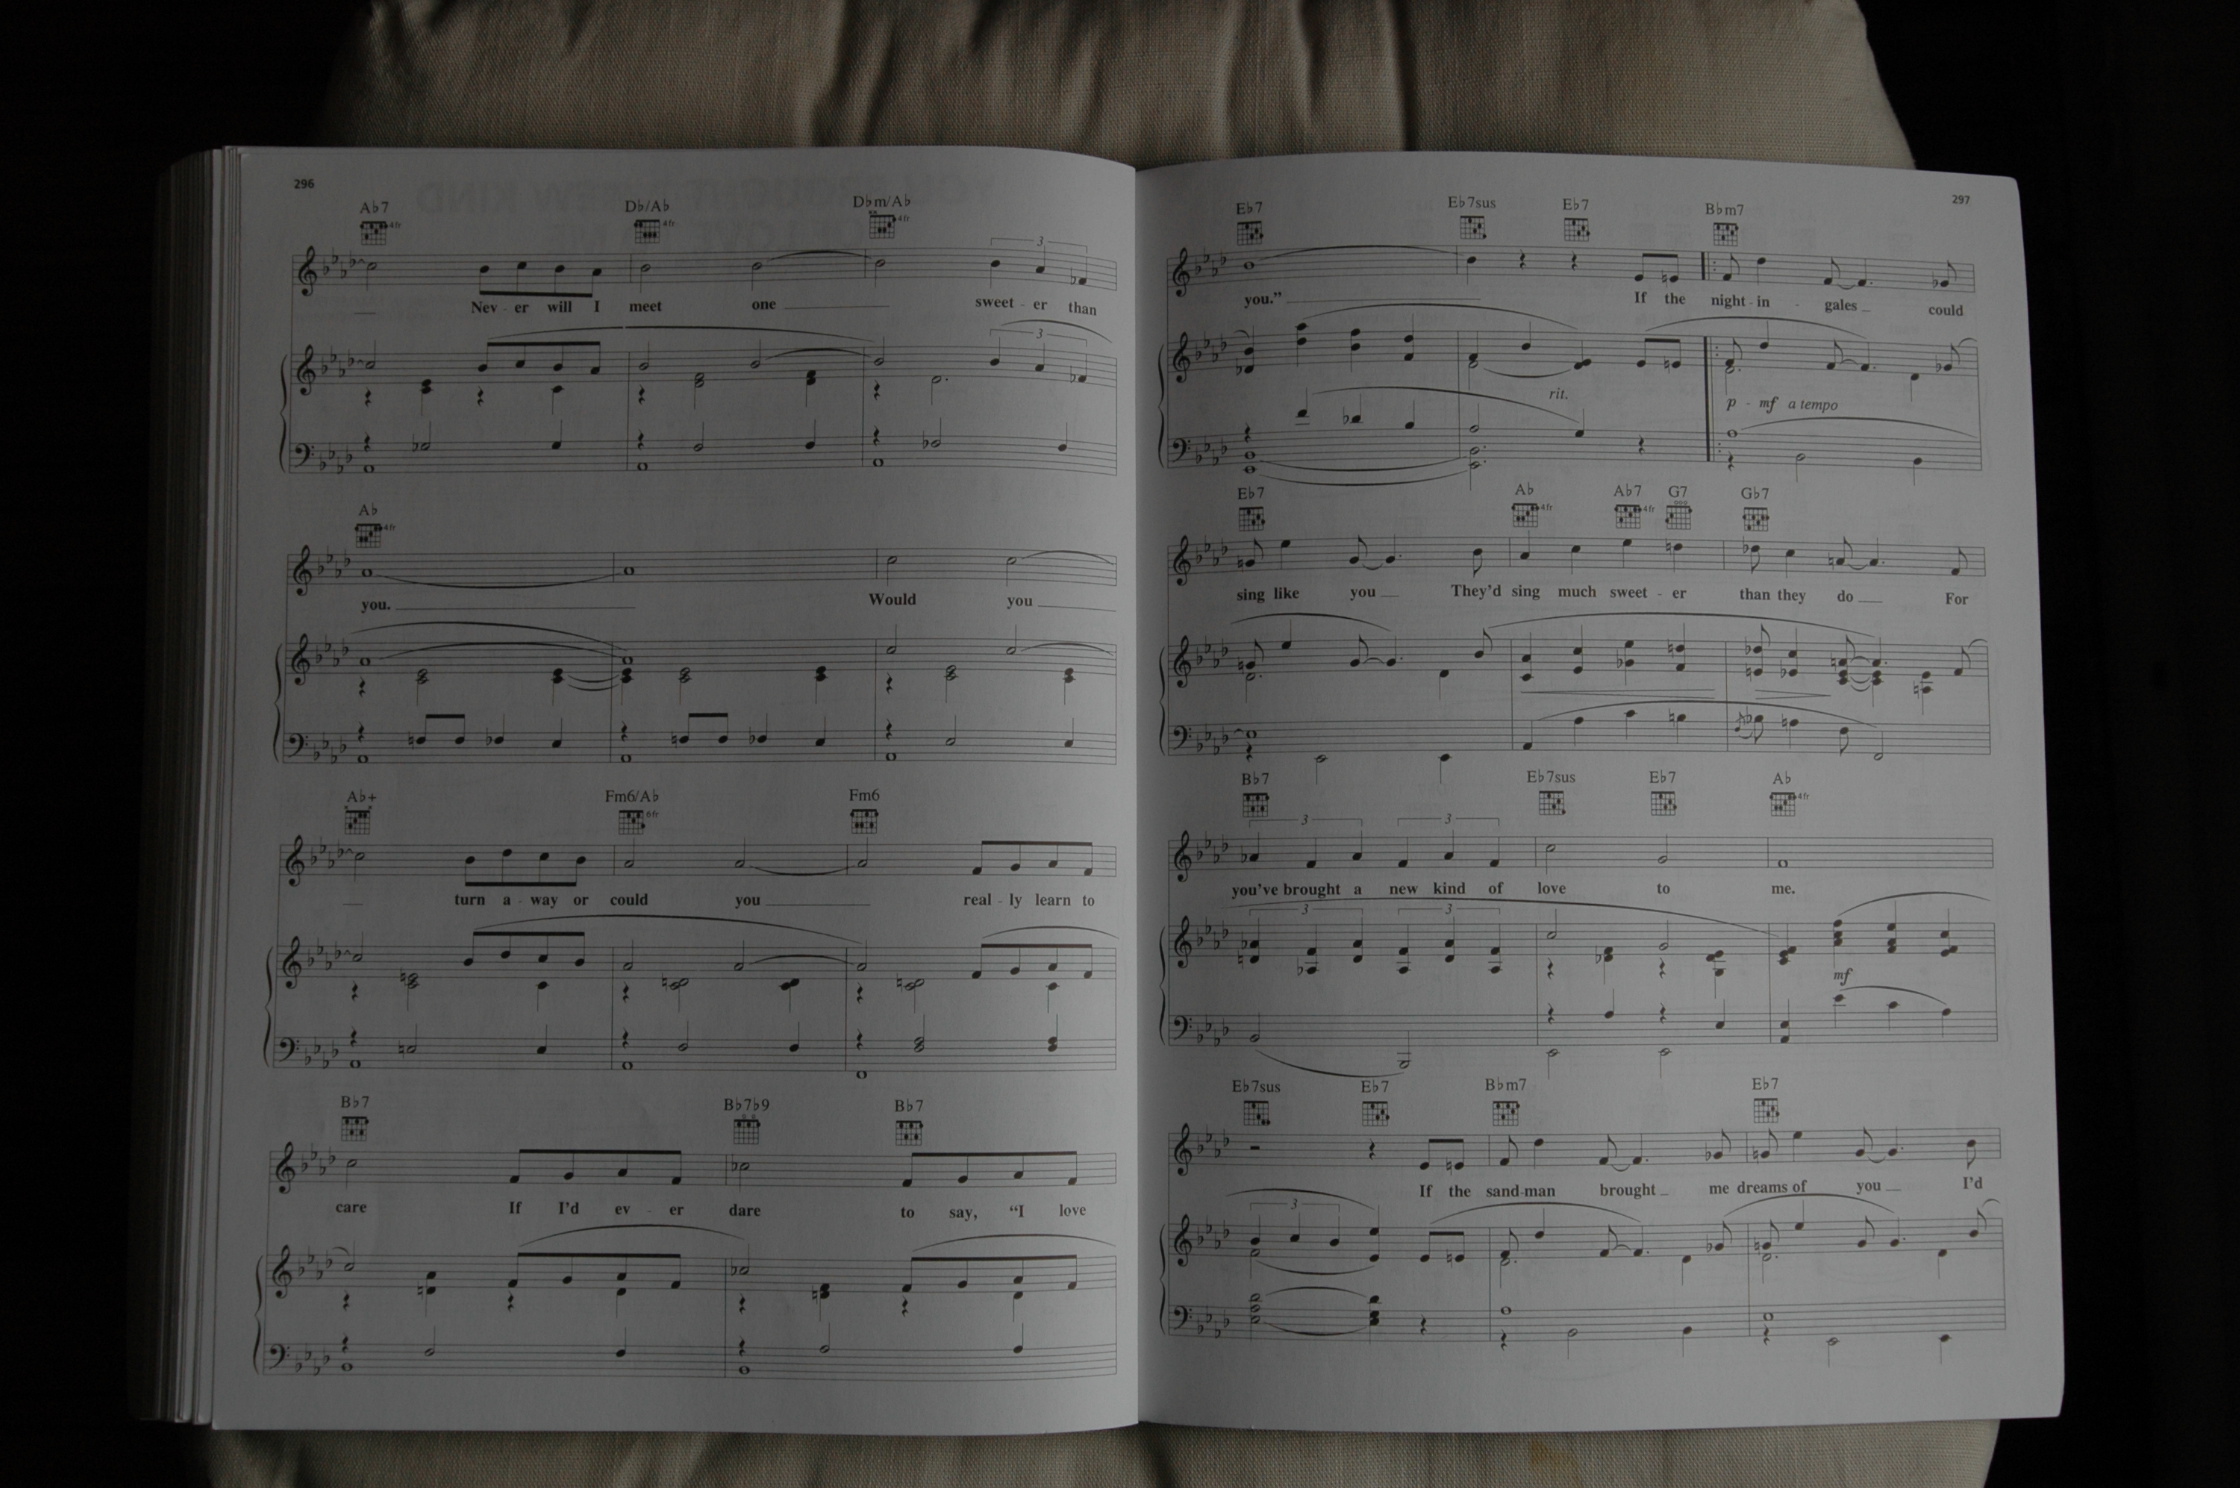 296
A♭7 D♭/A♭ D♭m/A♭
4fr 4fr 4fr
3
Nev - er will I meet one sweet - er than
3
A♭
4fr
you. Would you
A♭+ Fm6/A♭ Fm6
6fr
turn a - way or could you real - ly learn to
B♭7 B♭7♭9 B♭7
care If I'd ev - er dare to say, “I love
297
E♭7 E♭7sus E♭7 B♭m7
you.” If the night - in - gales could
rit.
p - mf a tempo
E♭7 A♭ A♭7 G7 G♭7
4fr 4fr
sing like you They'd sing much sweet - er than they do For
B♭7 E♭7sus E♭7 A♭
4fr
3 3
you've brought a new kind of love to me.
3 3
mf
E♭7sus E♭7 B♭m7 E♭7
If the sand - man brought me dreams of you I'd
3